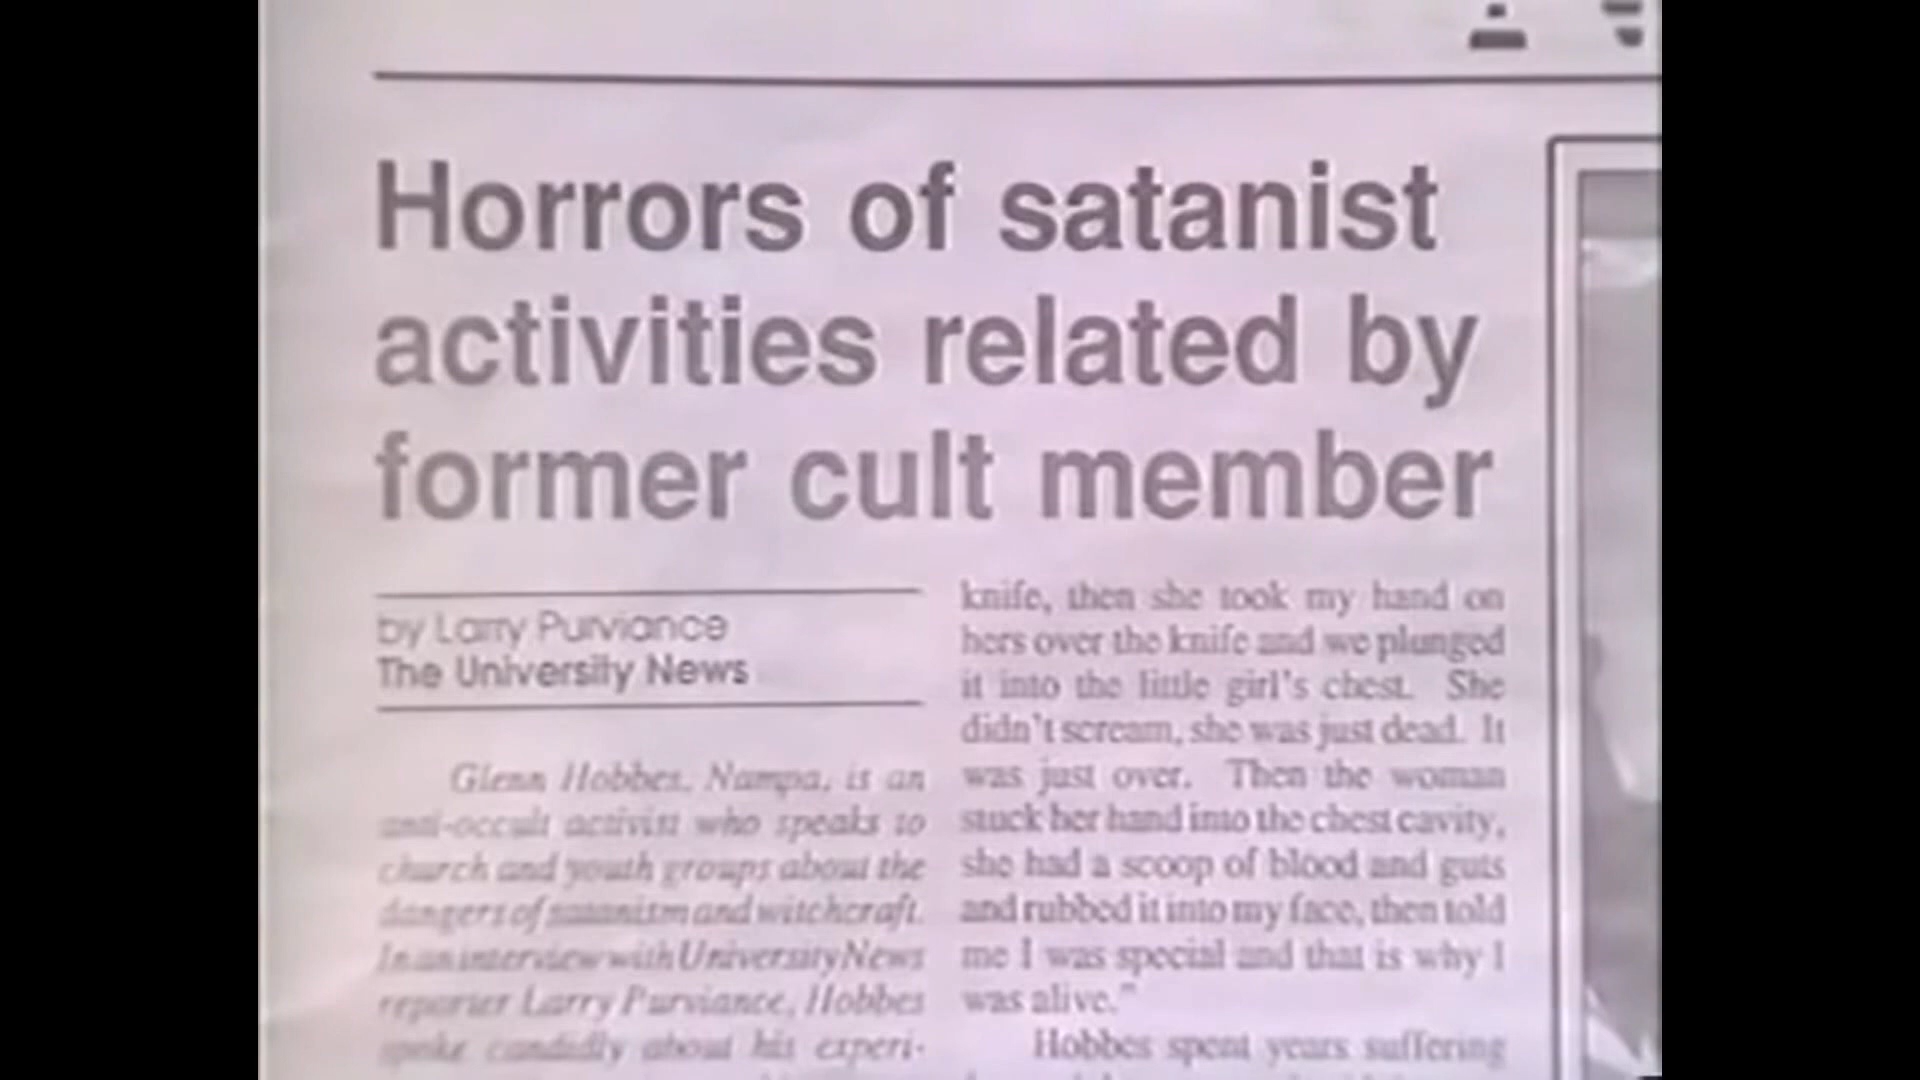 Horrors of satanist
activities related by
former cult member
by Larry Purviance
The University News
Glenn Hobbes, Nampa, is an
anti-occult activist who speaks to
church and youth groups about the
dangers of satanism and witchcraft.
In an interview with University News
reporter Larry Purviance, Hobbes
spoke candidly about his experi-
knife, then she took my hand on
hers over the knife and we plunged
it into the little girl's chest. She
didn't scream, she was just dead. It
was just over. Then the woman
stuck her hand into the chest cavity,
she had a scoop of blood and guts
and rubbed it into my face, then told
me I was special and that is why I
was alive."
Hobbes spent years suffering